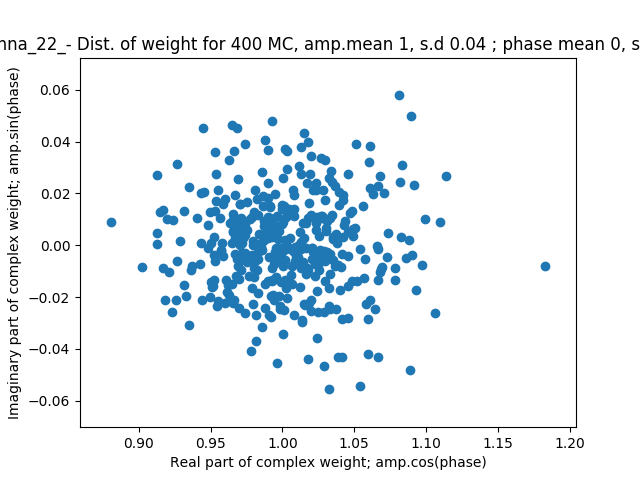 nna_22_- Dist. of weight for 400 MC, amp.mean 1, s.d 0.04 ; phase mean 0, s
Imaginary part of complex weight; amp.sin(phase)
0.06
0.04
0.02
0.00
−0.02
−0.04
−0.06
0.90 0.95 1.00 1.05 1.10 1.15 1.20
Real part of complex weight; amp.cos(phase)